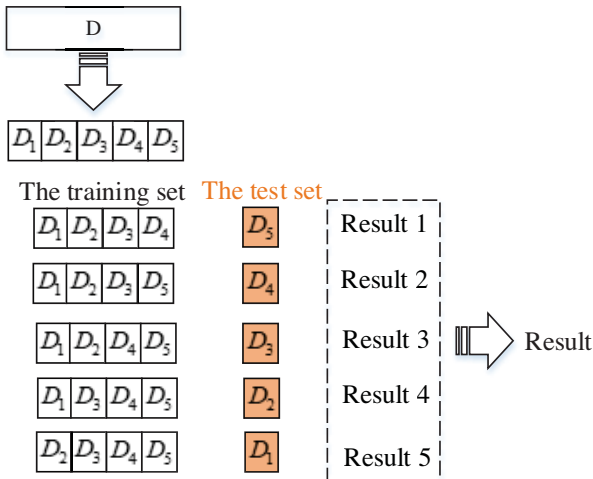 D
D₁ D₂ D₃ D₄ D₅
The training set The test set
D₁ D₂ D₃ D₄ D₅ Result 1
D₁ D₂ D₃ D₅ D₄ Result 2
D₁ D₂ D₄ D₅ D₃ Result 3
Result
D₁ D₃ D₄ D₅ D₂ Result 4
D₂ D₃ D₄ D₅ D₁ Result 5